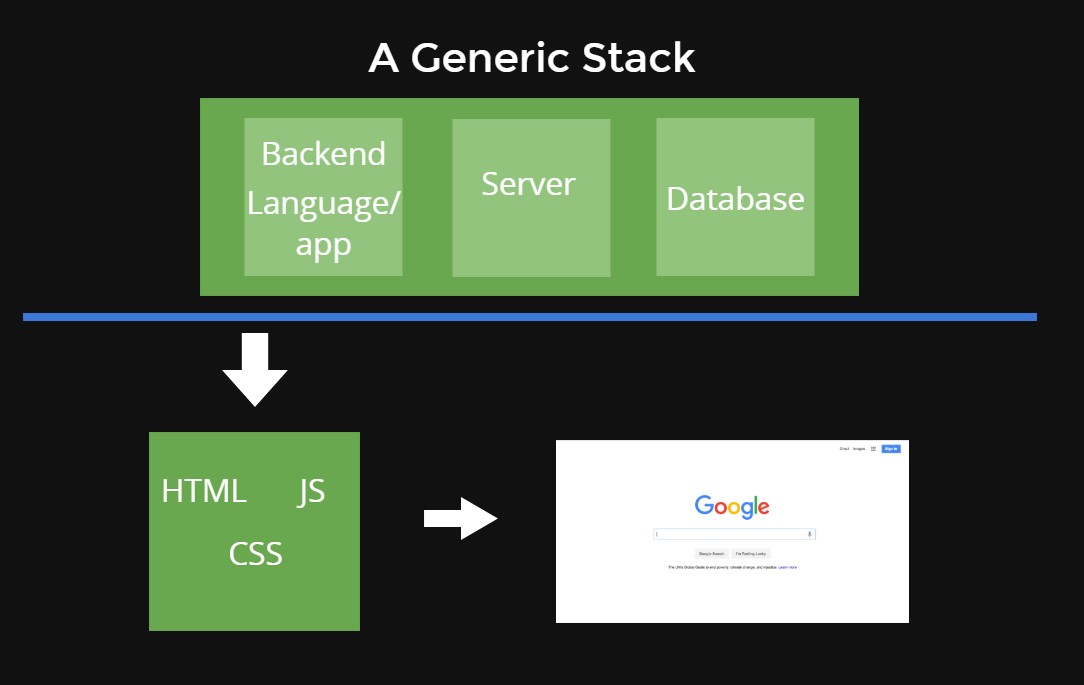 A Generic Stack
Backend
Language/
app
Server
Database
HTML JS
CSS
Gmail Images Sign in
Google
Google Search I'm Feeling Lucky
Learn more